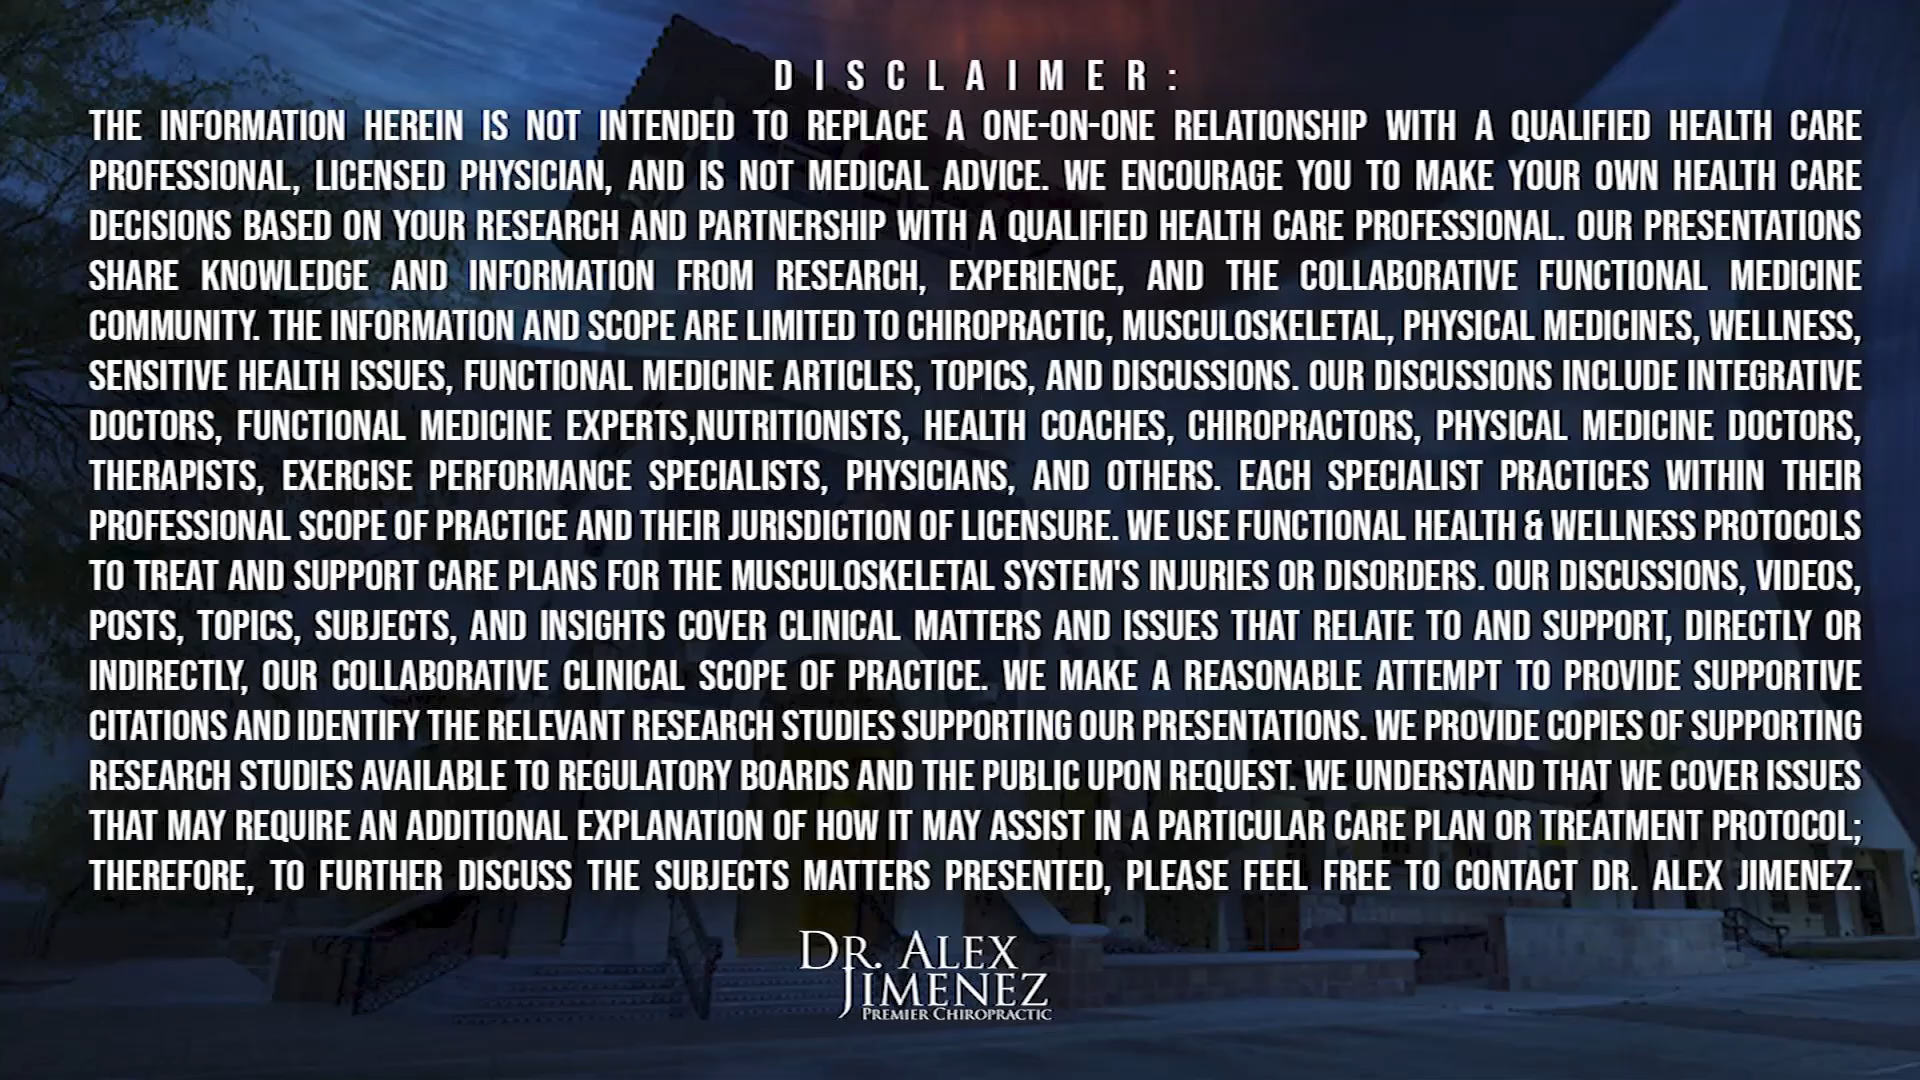 DISCLAIMER:
THE INFORMATION HEREIN IS NOT INTENDED TO REPLACE A ONE-ON-ONE RELATIONSHIP WITH A QUALIFIED HEALTH CARE
PROFESSIONAL, LICENSED PHYSICIAN, AND IS NOT MEDICAL ADVICE. WE ENCOURAGE YOU TO MAKE YOUR OWN HEALTH CARE
DECISIONS BASED ON YOUR RESEARCH AND PARTNERSHIP WITH A QUALIFIED HEALTH CARE PROFESSIONAL. OUR PRESENTATIONS
SHARE KNOWLEDGE AND INFORMATION FROM RESEARCH, EXPERIENCE, AND THE COLLABORATIVE FUNCTIONAL MEDICINE
COMMUNITY. THE INFORMATION AND SCOPE ARE LIMITED TO CHIROPRACTIC, MUSCULOSKELETAL, PHYSICAL MEDICINES, WELLNESS,
SENSITIVE HEALTH ISSUES, FUNCTIONAL MEDICINE ARTICLES, TOPICS, AND DISCUSSIONS. OUR DISCUSSIONS INCLUDE INTEGRATIVE
DOCTORS, FUNCTIONAL MEDICINE EXPERTS,NUTRITIONISTS, HEALTH COACHES, CHIROPRACTORS, PHYSICAL MEDICINE DOCTORS,
THERAPISTS, EXERCISE PERFORMANCE SPECIALISTS, PHYSICIANS, AND OTHERS. EACH SPECIALIST PRACTICES WITHIN THEIR
PROFESSIONAL SCOPE OF PRACTICE AND THEIR JURISDICTION OF LICENSURE. WE USE FUNCTIONAL HEALTH & WELLNESS PROTOCOLS
TO TREAT AND SUPPORT CARE PLANS FOR THE MUSCULOSKELETAL SYSTEM'S INJURIES OR DISORDERS. OUR DISCUSSIONS, VIDEOS,
POSTS, TOPICS, SUBJECTS, AND INSIGHTS COVER CLINICAL MATTERS AND ISSUES THAT RELATE TO AND SUPPORT, DIRECTLY OR
INDIRECTLY, OUR COLLABORATIVE CLINICAL SCOPE OF PRACTICE. WE MAKE A REASONABLE ATTEMPT TO PROVIDE SUPPORTIVE
CITATIONS AND IDENTIFY THE RELEVANT RESEARCH STUDIES SUPPORTING OUR PRESENTATIONS. WE PROVIDE COPIES OF SUPPORTING
RESEARCH STUDIES AVAILABLE TO REGULATORY BOARDS AND THE PUBLIC UPON REQUEST. WE UNDERSTAND THAT WE COVER ISSUES
THAT MAY REQUIRE AN ADDITIONAL EXPLANATION OF HOW IT MAY ASSIST IN A PARTICULAR CARE PLAN OR TREATMENT PROTOCOL;
THEREFORE, TO FURTHER DISCUSS THE SUBJECTS MATTERS PRESENTED, PLEASE FEEL FREE TO CONTACT DR. ALEX JIMENEZ.
DR. ALEX
JIMENEZ
PREMIER CHIROPRACTIC